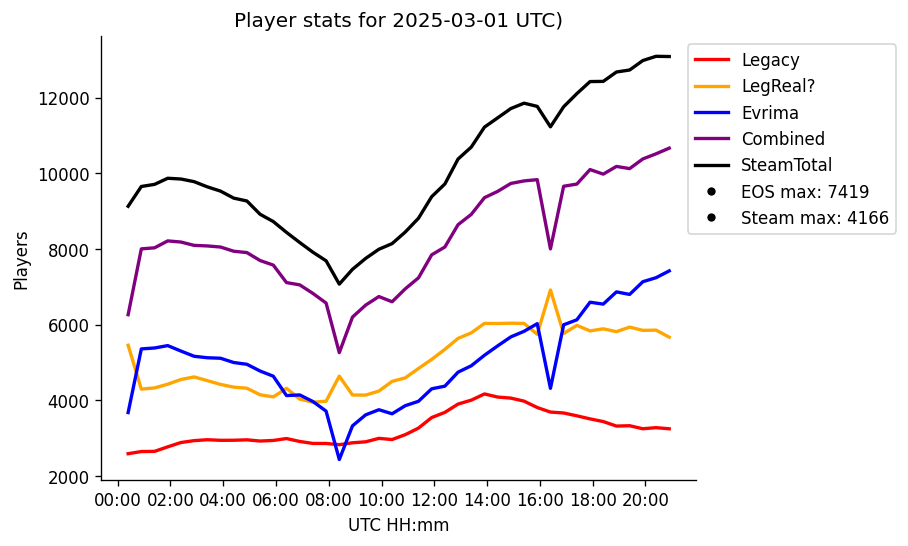 Player stats for 2025-03-01 UTC)
Players
12000
10000
8000
6000
4000
2000
00:00 02:00 04:00 06:00 08:00 10:00 12:00 14:00 16:00 18:00 20:00
UTC HH:mm
Legacy
LegReal?
Evrima
Combined
SteamTotal
EOS max: 7419
Steam max: 4166